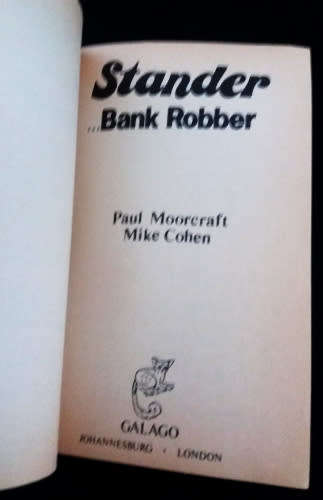 Stander
...Bank Robber
Paul Moorcraft
Mike Cohen
GALAGO
JOHANNESBURG · LONDON